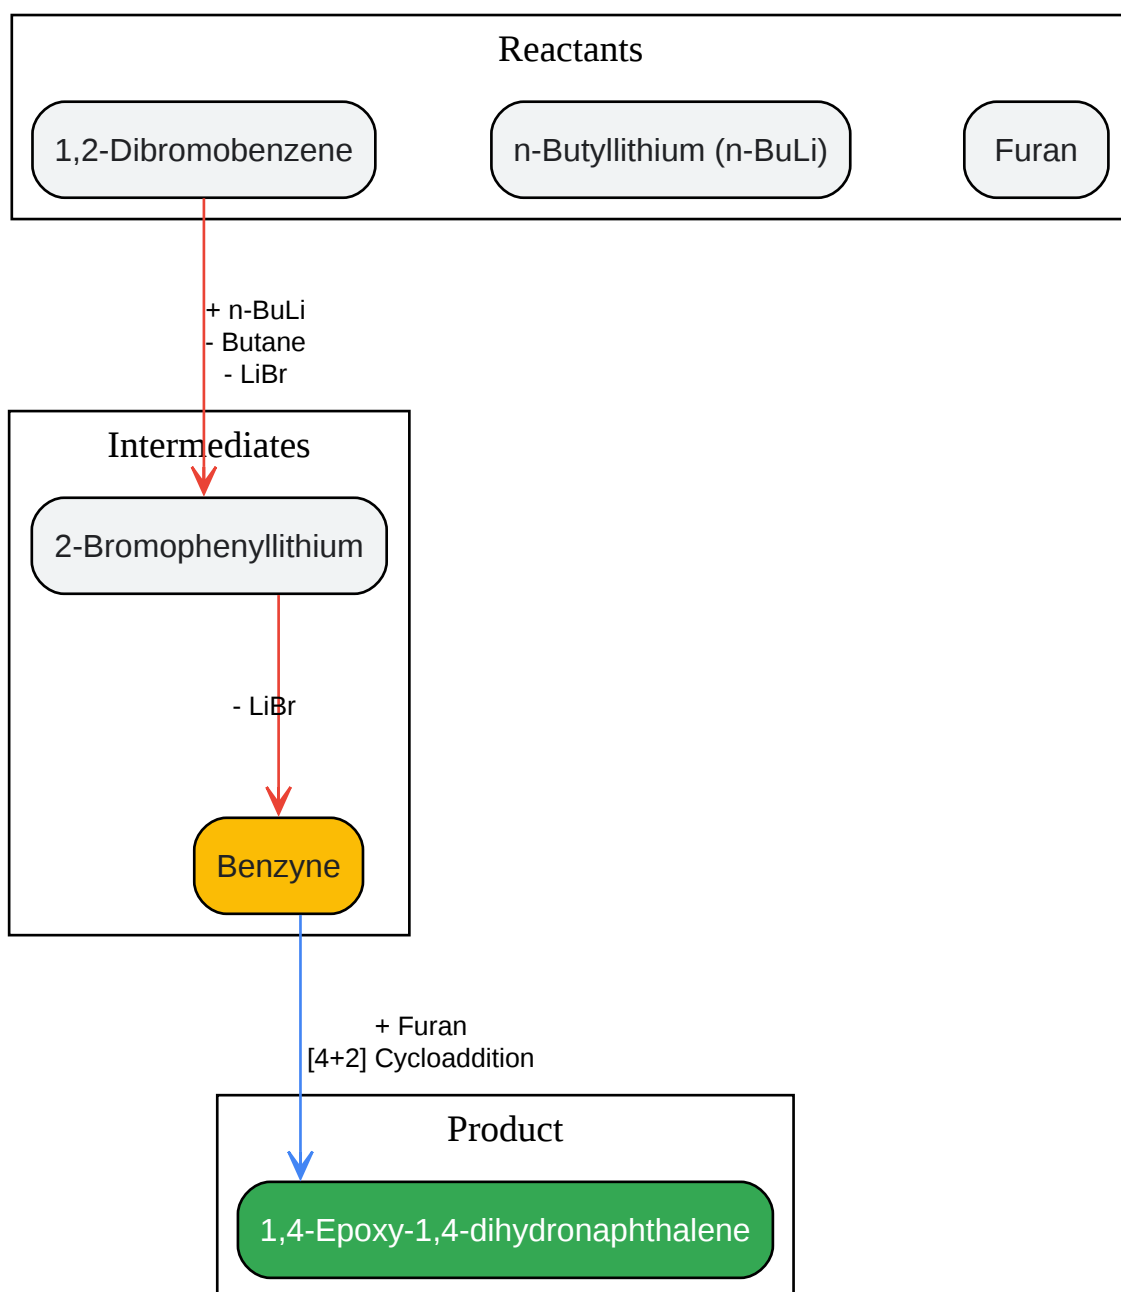 Reactants
1,2-Dibromobenzene
n-Butyllithium (n-BuLi)
Furan
+ n-BuLi
- Butane
- LiBr
Intermediates
2-Bromophenyllithium
- LiBr
Benzyne
+ Furan
[4+2] Cycloaddition
Product
1,4-Epoxy-1,4-dihydronaphthalene